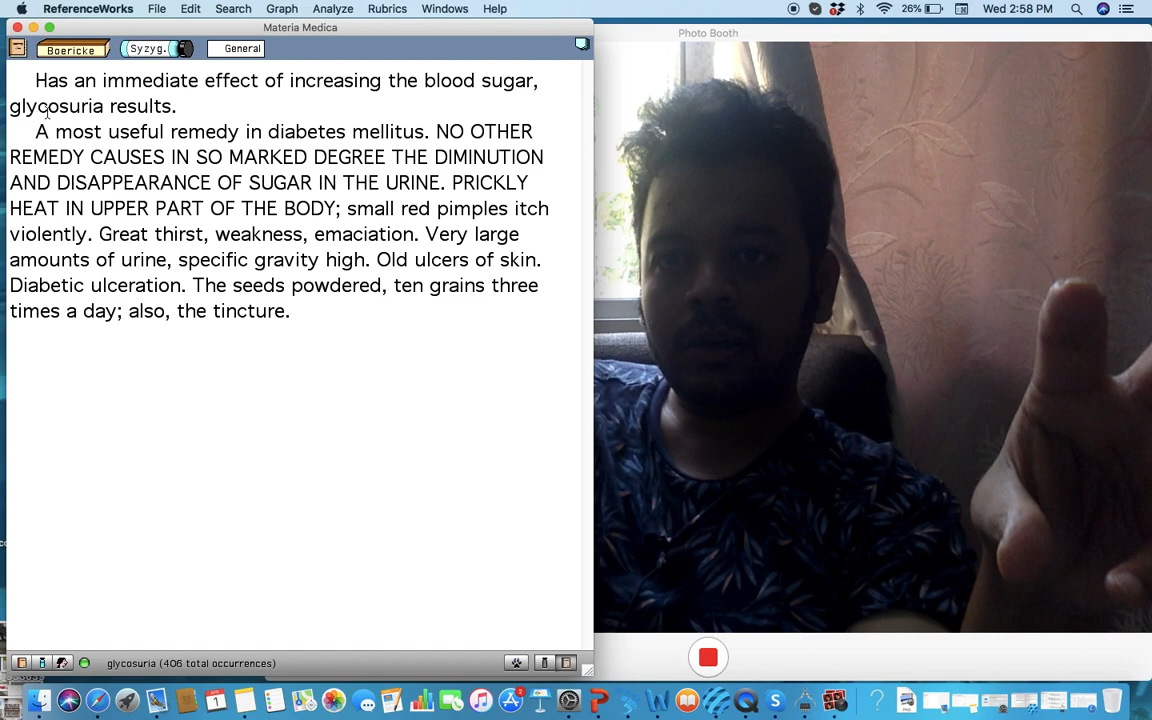 ReferenceWorks File Edit Search Graph Analyze Rubrics Windows Help 26% Wed 2:58 PM
Materia Medica
Photo Booth
Boericke Syzyg. General
Has an immediate effect of increasing the blood sugar,
glycosuria results.
A most useful remedy in diabetes mellitus. NO OTHER
REMEDY CAUSES IN SO MARKED DEGREE THE DIMINUTION
AND DISAPPEARANCE OF SUGAR IN THE URINE. PRICKLY
HEAT IN UPPER PART OF THE BODY; small red pimples itch
violently. Great thirst, weakness, emaciation. Very large
amounts of urine, specific gravity high. Old ulcers of skin.
Diabetic ulceration. The seeds powdered, ten grains three
times a day; also, the tincture.
glycosuria (406 total occurrences)